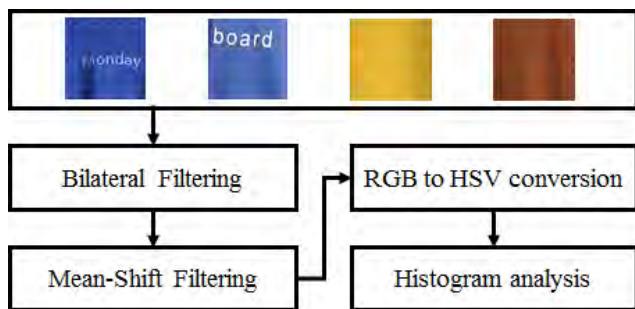 monday
board
Bilateral Filtering
RGB to HSV conversion
Mean-Shift Filtering
Histogram analysis